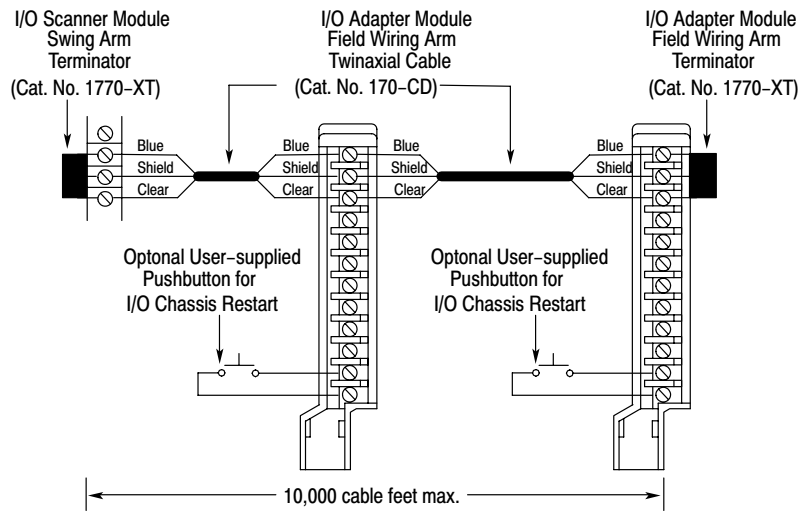 I/O Scanner Module
Swing Arm
Terminator
(Cat. No. 1770–XT)
I/O Adapter Module
Field Wiring Arm
Twinaxial Cable
(Cat. No. 170–CD)
I/O Adapter Module
Field Wiring Arm
Terminator
(Cat. No. 1770–XT)
Blue
Shield
Clear
Blue
Shield
Clear
Blue
Shield
Clear
Blue
Shield
Clear
Optonal User–supplied
Pushbutton for
I/O Chassis Restart
Optonal User–supplied
Pushbutton for
I/O Chassis Restart
10,000 cable feet max.